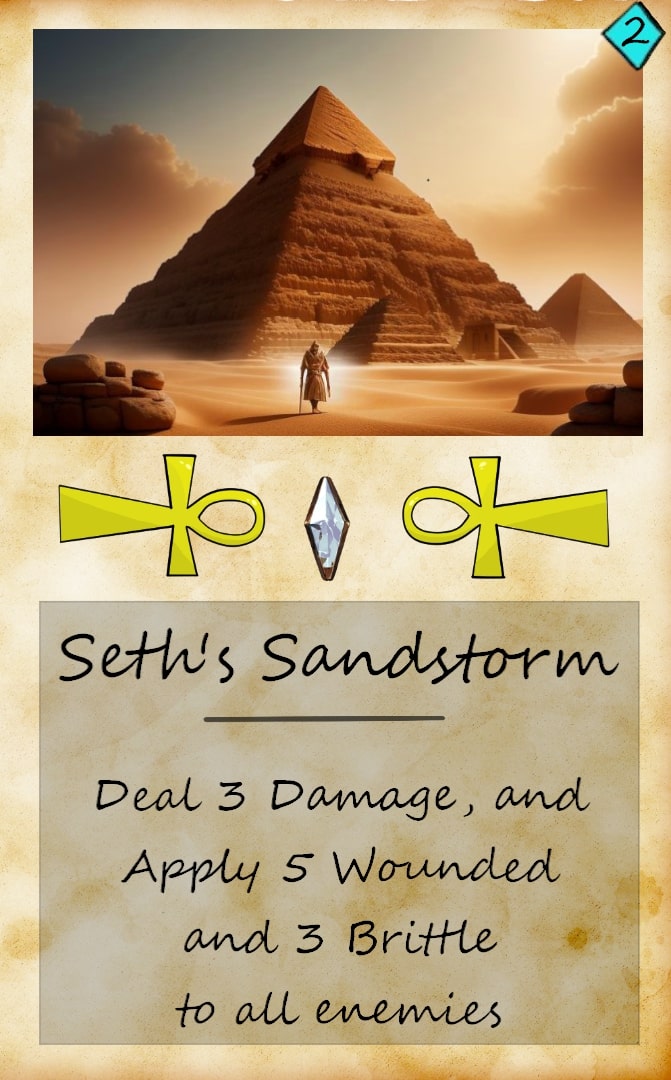 2
Seth's Sandstorm
Deal 3 Damage, and
Apply 5 Wounded
and 3 Brittle
to all enemies